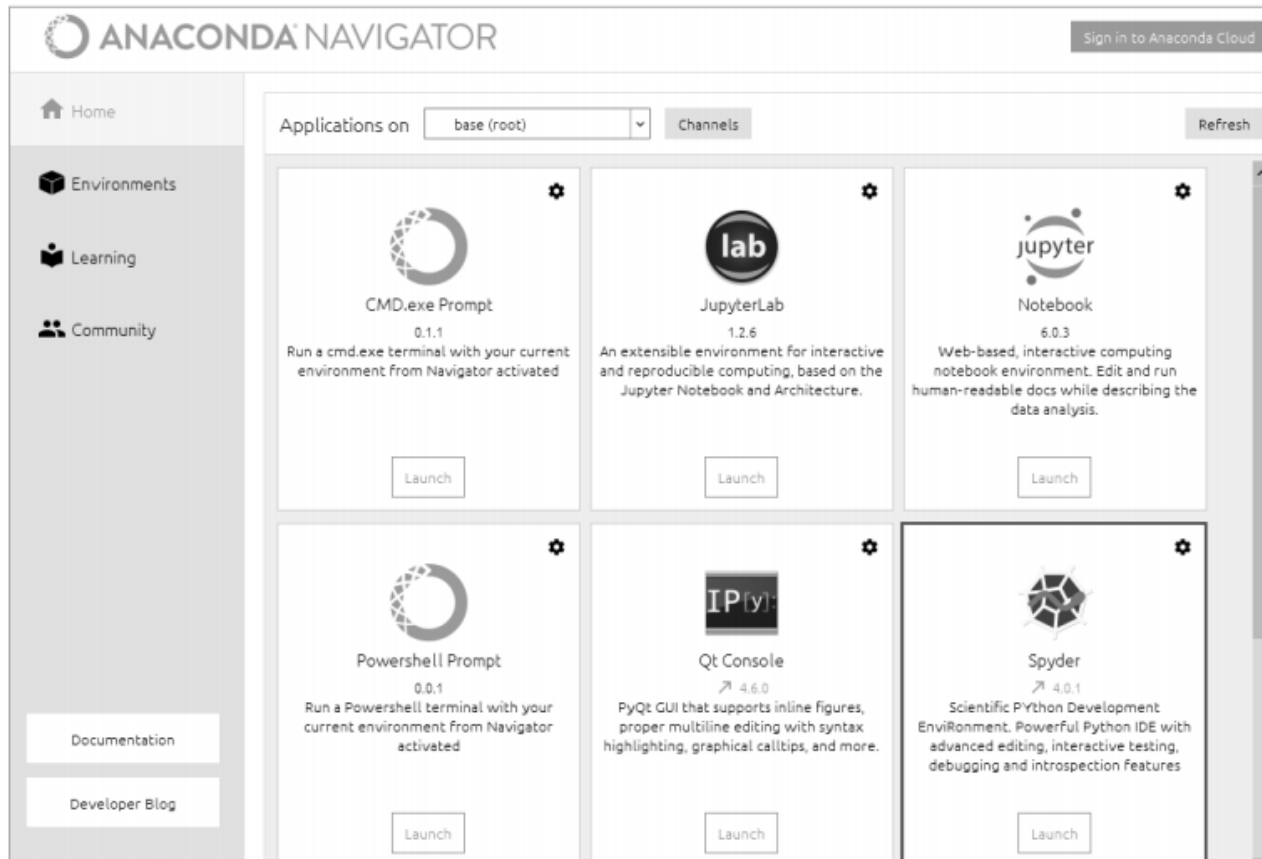 ANACONDA NAVIGATOR
Sign in to Anaconda Cloud
Home
Environments
Learning
Community
Documentation
Developer Blog
Applications on
base (root)
Channels
Refresh
CMD.exe Prompt
0.1.1
Run a cmd.exe terminal with your current
environment from Navigator activated
Launch
lab
JupyterLab
1.2.6
An extensible environment for interactive
and reproducible computing, based on the
Jupyter Notebook and Architecture.
Launch
jupyter
Notebook
6.0.3
Web-based, interactive computing
notebook environment. Edit and run
human-readable docs while describing the
data analysis.
Launch
Powershell Prompt
0.0.1
Run a Powershell terminal with your
current environment from Navigator
activated
Launch
IP[y]:
Qt Console
4.6.0
PyQt GUI that supports inline figures,
proper multiline editing with syntax
highlighting, graphical calltips, and more.
Launch
Spyder
4.0.1
Scientific PYthon Development
EnviRonment. Powerful Python IDE with
advanced editing, interactive testing,
debugging and introspection features
Launch